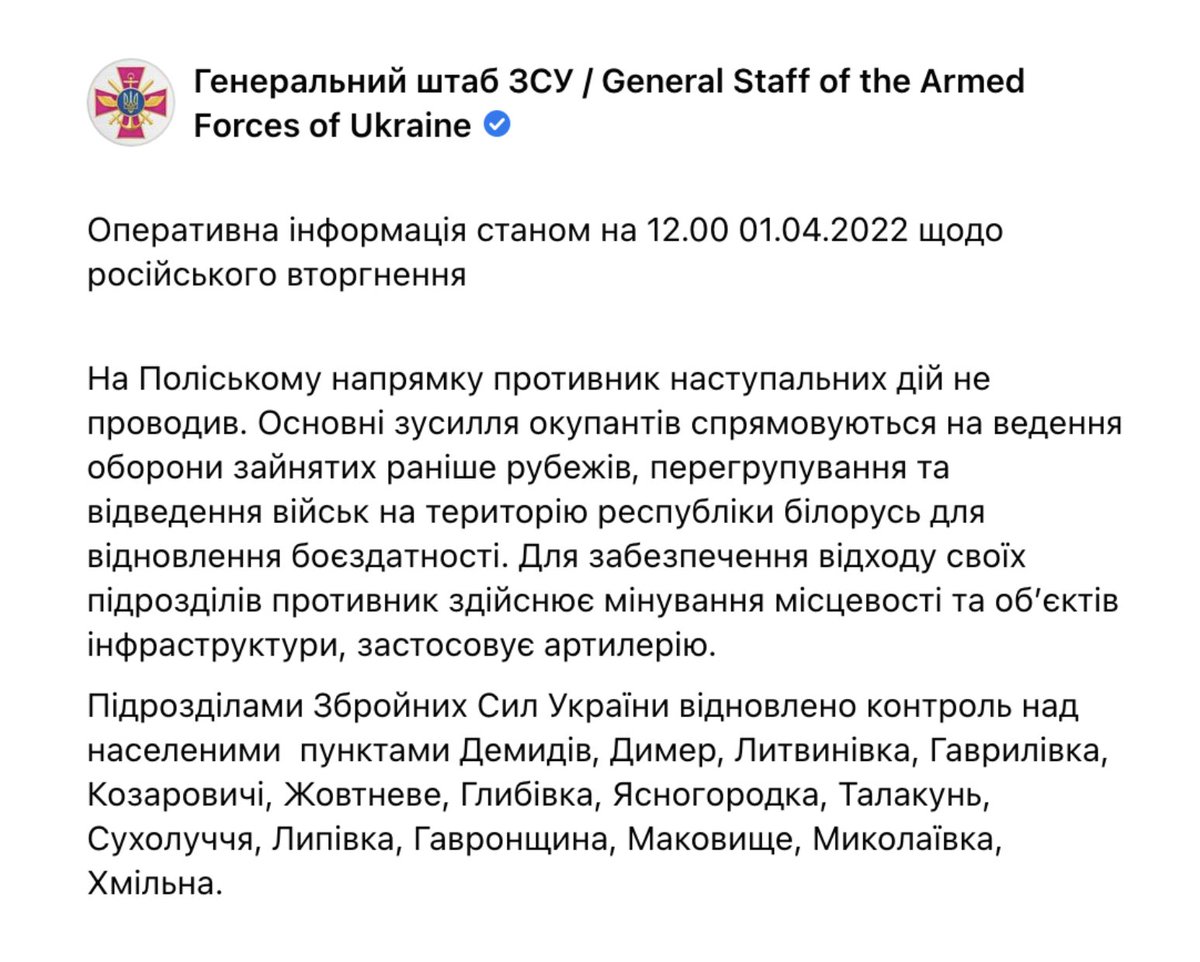 Генеральний штаб ЗСУ / General Staff of the Armed
Forces of Ukraine
Оперативна інформація станом на 12.00 01.04.2022 щодо
російського вторгнення
На Поліському напрямку противник наступальних дій не
проводив. Основні зусилля окупантів спрямовуються на ведення
оборони зайнятих раніше рубежів, перегрупування та
відведення військ на територію республіки білорусь для
відновлення боєздатності. Для забезпечення відходу своїх
підрозділів противник здійснює мінування місцевості та об’єктів
інфраструктури, застосовує артилерію.
Підрозділами Збройних Сил України відновлено контроль над
населеними  пунктами Демидів, Димер, Литвинівка, Гаврилівка,
Козаровичі, Жовтневе, Глибівка, Ясногородка, Талакунь,
Сухолуччя, Липівка, Гавронщина, Маковище, Миколаївка,
Хмільна.